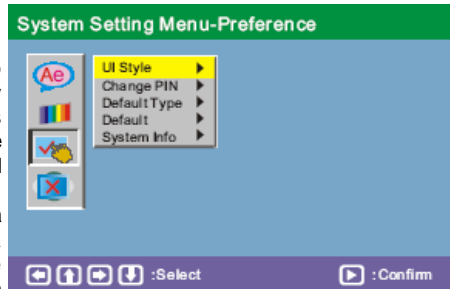 System Setting Menu-Preference
Ae
UI Style
Change PIN
Default Type
Default
System Info
:Select
:Confirm